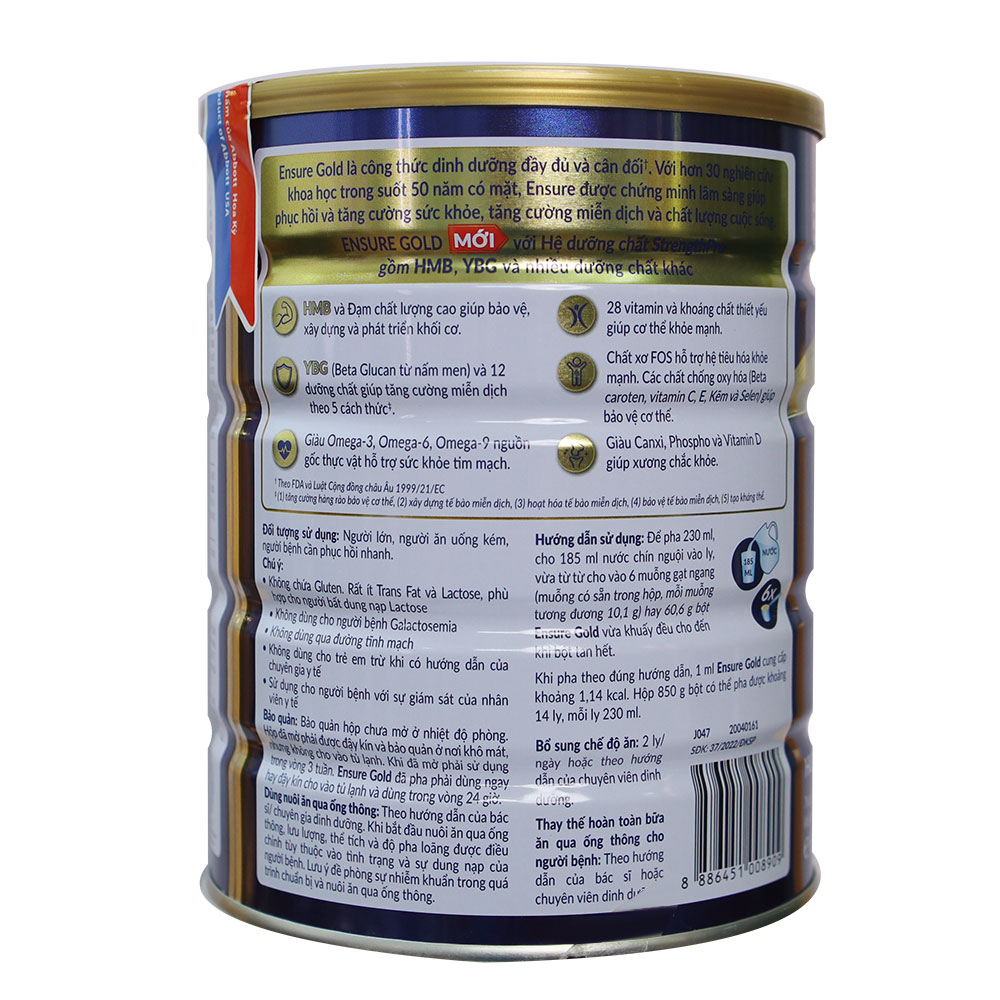 Phẩm của Abbott Hoa Kỳ
Product of Abbott USA
Ensure Gold là công thức dinh dưỡng đầy đủ và cân đối†. Với hơn 30 nghiên cứu
khoa học trong suốt 50 năm có mặt, Ensure được chứng minh lâm sàng giúp
phục hồi và tăng cường sức khỏe, tăng cường miễn dịch và chất lượng cuộc sống.
ENSURE GOLD MỚI với Hệ dưỡng chất StrengthPro
gồm HMB, YBG và nhiều dưỡng chất khác
HMB và Đạm chất lượng cao giúp bảo vệ,
xây dựng và phát triển khối cơ.
YBG (Beta Glucan từ nấm men) và 12
dưỡng chất giúp tăng cường miễn dịch
theo 5 cách thức‡.
Giàu Omega-3, Omega-6, Omega-9 nguồn
gốc thực vật hỗ trợ sức khỏe tim mạch.
28 vitamin và khoáng chất thiết yếu
giúp cơ thể khỏe mạnh.
Chất xơ FOS hỗ trợ hệ tiêu hóa khỏe
mạnh. Các chất chống oxy hóa (Beta
caroten, vitamin C, E, Kẽm và Selen) giúp
bảo vệ cơ thể.
Giàu Canxi, Phospho và Vitamin D
giúp xương chắc khỏe.
† Theo FDA và Luật Cộng đồng châu Âu 1999/21/EC
‡ (1) tăng cường hàng rào bảo vệ cơ thể, (2) xây dựng tế bào miễn dịch, (3) hoạt hóa tế bào miễn dịch, (4) bảo vệ tế bào miễn dịch, (5) tạo kháng thể.
Đối tượng sử dụng: Người lớn, người ăn uống kém,
người bệnh cần phục hồi nhanh.
Chú ý:
• Không chứa Gluten. Rất ít Trans Fat và Lactose, phù
hợp cho người bất dung nạp Lactose
• Không dùng cho người bệnh Galactosemia
• Không dùng qua đường tĩnh mạch
• Không dùng cho trẻ em trừ khi có hướng dẫn của
chuyên gia y tế
• Sử dụng cho người bệnh với sự giám sát của nhân
viên y tế
Bảo quản: Bảo quản hộp chưa mở ở nhiệt độ phòng.
Hộp đã mở phải được đậy kín và bảo quản ở nơi khô mát,
nhưng không cho vào tủ lạnh. Khi đã mở phải sử dụng
trong vòng 3 tuần. Ensure Gold đã pha phải dùng ngay
hay đậy kín cho vào tủ lạnh và dùng trong vòng 24 giờ.
Dùng nuôi ăn qua ống thông: Theo hướng dẫn của bác
sĩ/ chuyên gia dinh dưỡng. Khi bắt đầu nuôi ăn qua ống
thông, lưu lượng, thể tích và độ pha loãng được điều
chỉnh tùy thuộc vào tình trạng và sự dung nạp của
người bệnh. Lưu ý đề phòng sự nhiễm khuẩn trong quá
trình chuẩn bị và nuôi ăn qua ống thông.
Hướng dẫn sử dụng: Để pha 230 ml,
cho 185 ml nước chín nguội vào ly,
vừa từ từ cho vào 6 muỗng gạt ngang
(muỗng có sẵn trong hộp, mỗi muỗng
tương đương 10,1 g) hay 60,6 g bột
Ensure Gold vừa khuấy đều cho đến
khi bột tan hết.
185
ML
NƯỚC
6x
Khi pha theo đúng hướng dẫn, 1 ml Ensure Gold cung cấp
khoảng 1,14 kcal. Hộp 850 g bột có thể pha được khoảng
14 ly, mỗi ly 230 ml.
Bổ sung chế độ ăn: 2 ly/
ngày hoặc theo hướng
dẫn của chuyên viên dinh
dưỡng.
Thay thế hoàn toàn bữa
ăn qua ống thông cho
người bệnh: Theo hướng
dẫn của bác sĩ hoặc
chuyên viên dinh
J047 20040161
SĐK: 37/2022/ĐKSP
8 886451 008909